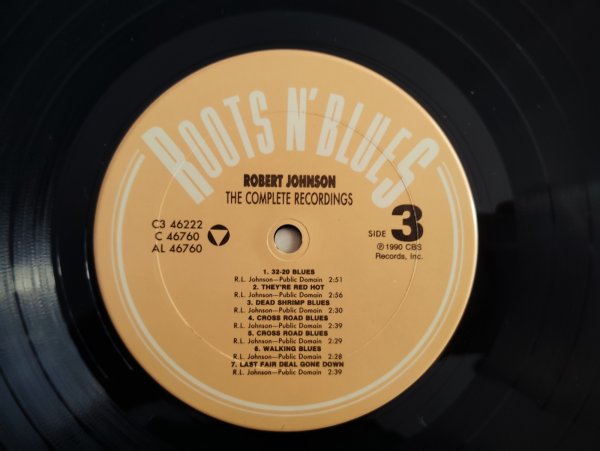 ROOTS N' BLUES
ROBERT JOHNSON
THE COMPLETE RECORDINGS
C3 46222
C 46760
AL 46760
SIDE 3
℗1990 CBS
Records, Inc.
1. 32-20 BLUES
R.L. Johnson—Public Domain 2:51
2. THEY'RE RED HOT
R.L. Johnson—Public Domain 2:56
3. DEAD SHRIMP BLUES
R.L. Johnson—Public Domain 2:30
4. CROSS ROAD BLUES
R.L. Johnson—Public Domain 2:39
5. CROSS ROAD BLUES
R.L. Johnson—Public Domain 2:29
6. WALKING BLUES
R.L. Johnson—Public Domain 2:28
7. LAST FAIR DEAL GONE DOWN
R.L. Johnson—Public Domain 2:39